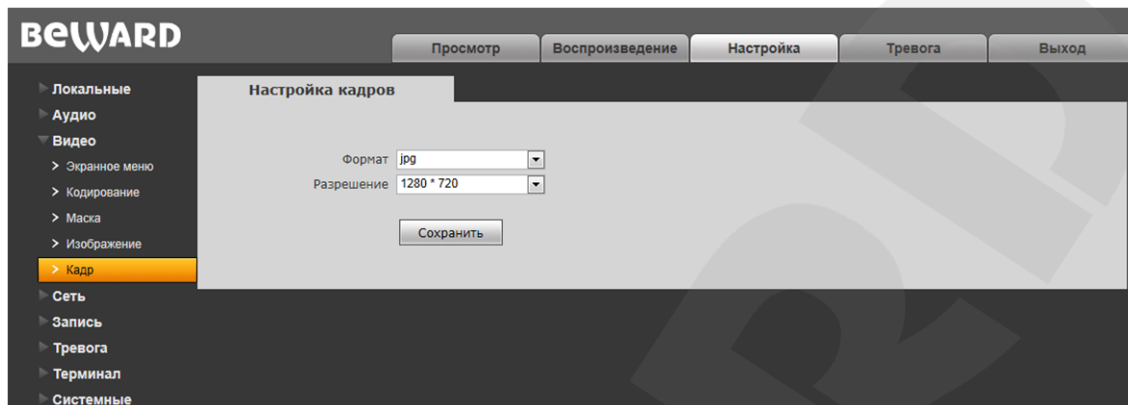 BEWARD
Просмотр
Воспроизведение
Настройка
Тревога
Выход
Локальные
Аудио
Видео
Экранное меню
Кодирование
Маска
Изображение
Кадр
Сеть
Запись
Тревога
Терминал
Системные
Настройка кадров
Формат jpg
Разрешение 1280 * 720
Сохранить